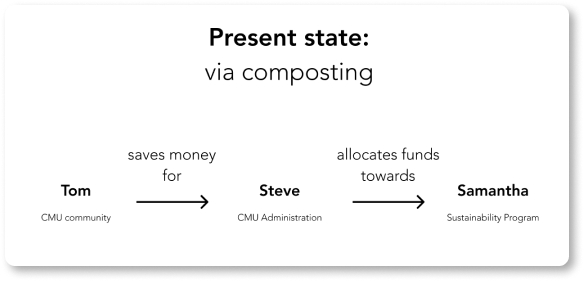 Present state:
via composting
saves money
for
allocates funds
towards
Tom
Steve
Samantha
CMU community
CMU Administration
Sustainability Program